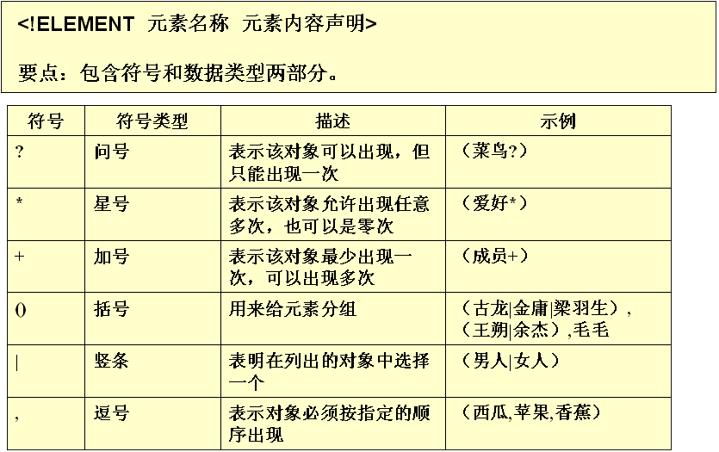 <!ELEMENT 元素名称 元素内容声明>
要点：包含符号和数据类型两部分。
符号 符号类型 描述 示例
? 问号 表示该对象可以出现，但只能出现一次 （菜鸟?）
* 星号 表示该对象允许出现任意多次，也可以是零次 （爱好*）
+ 加号 表示该对象最少出现一次，可以出现多次 （成员+）
() 括号 用来给元素分组 （古龙|金庸|梁羽生）,（王朔|余杰）,毛毛
| 竖条 表明在列出的对象中选择一个 （男人|女人）
, 逗号 表示对象必须按指定的顺序出现 （西瓜,苹果,香蕉）